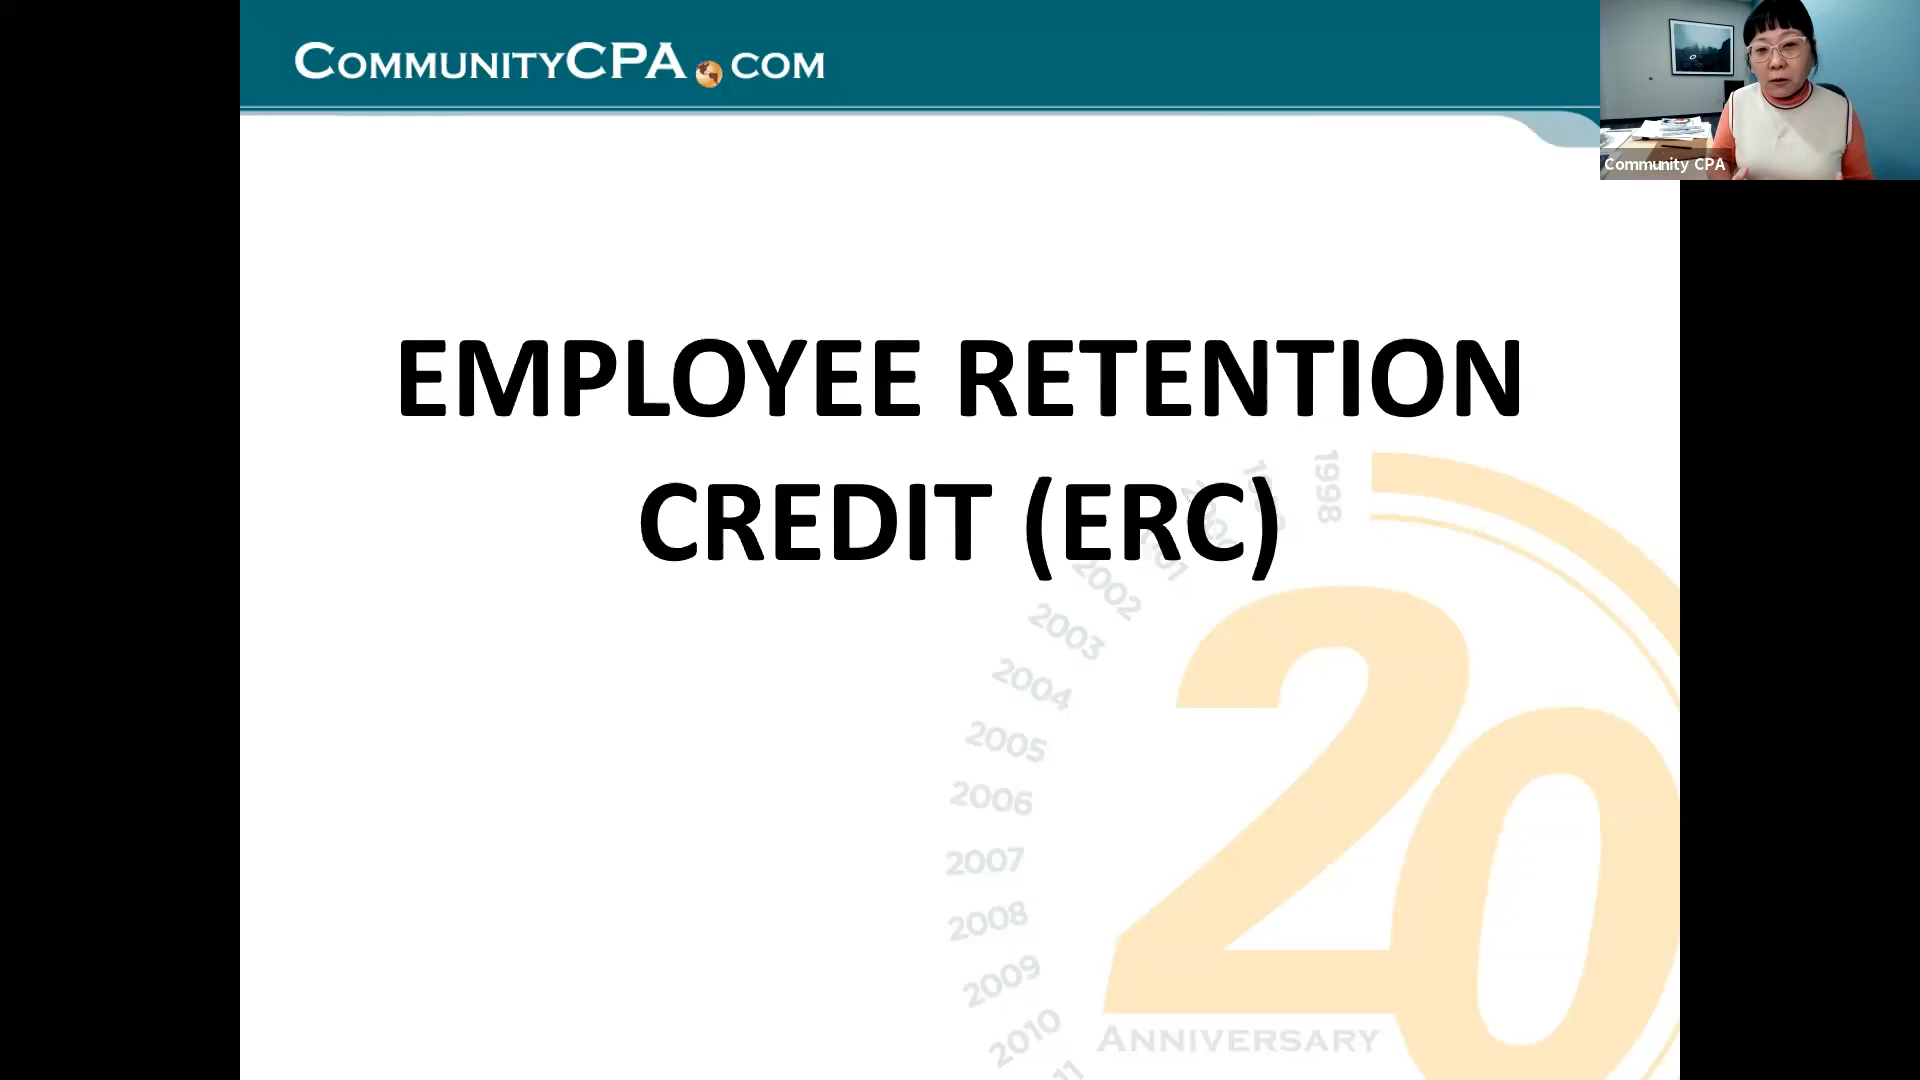 COMMUNITYCPA.COM
Community CPA
EMPLOYEE RETENTION
CREDIT (ERC)
1998
2002
2003
2004
2005
2006
2007
2008
2009
2010
20
ANNIVERSARY